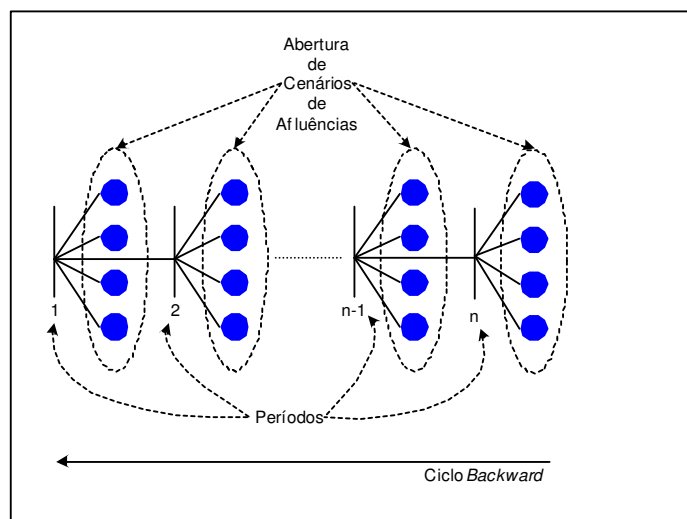 Abertura
de
Cenários
de
Afluências
1
2
n-1
n
Períodos
Ciclo Backward